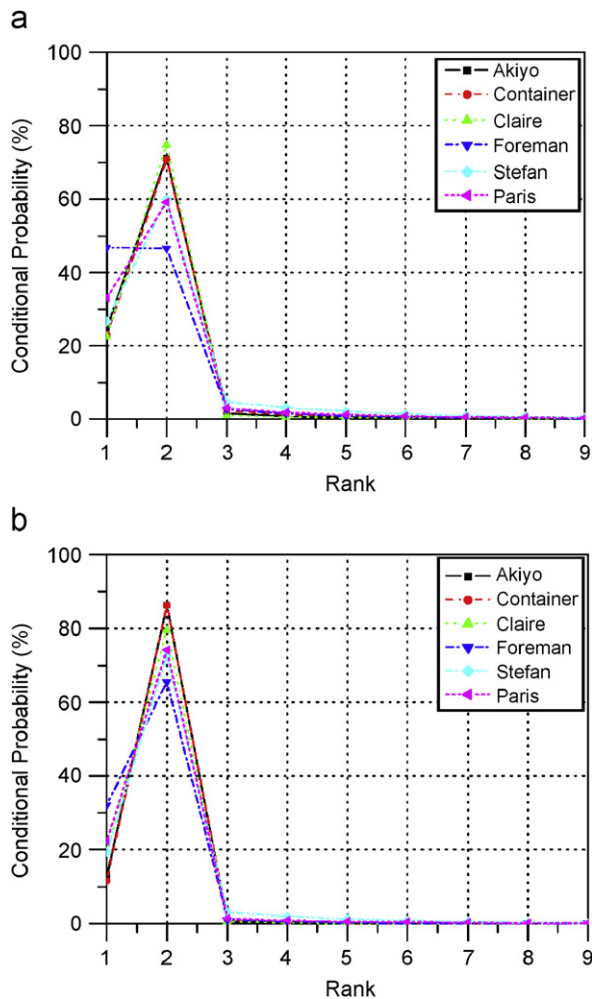 a
Conditional Probability (%)
100
80
60
40
20
0
Akiyo
Container
Claire
Foreman
Stefan
Paris
1 2 3 4 5 6 7 8 9
Rank
b
Conditional Probability (%)
100
80
60
40
20
0
Akiyo
Container
Claire
Foreman
Stefan
Paris
1 2 3 4 5 6 7 8 9
Rank